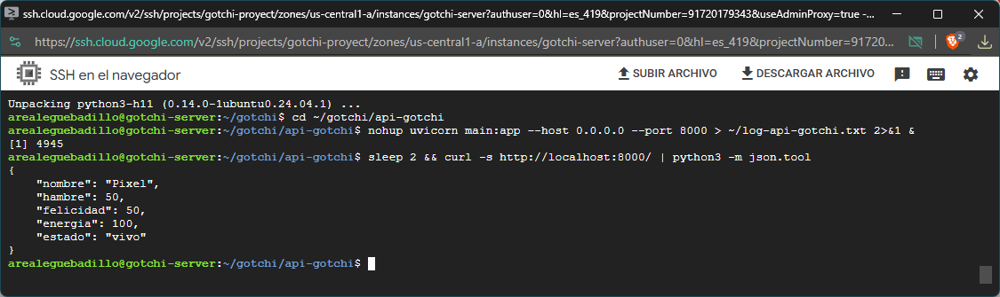 ssh.cloud.google.com/v2/ssh/projects/gotchi-proyect/zones/us-central1-a/instances/gotchi-server?authuser=0&hl=es_419&projectNumber=91720179343&useAdminProxy=true -...
https://ssh.cloud.google.com/v2/ssh/projects/gotchi-proyect/zones/us-central1-a/instances/gotchi-server?authuser=0&hl=es_419&projectNumber=91720... 2
SSH en el navegador SUBIR ARCHIVO DESCARGAR ARCHIVO
Unpacking python3-h11 (0.14.0-1ubuntu0.24.04.1) ...
arealeguebadillo@gotchi-server:~/gotchi$ cd ~/gotchi/api-gotchi
arealeguebadillo@gotchi-server:~/gotchi/api-gotchi$ nohup uvicorn main:app --host 0.0.0.0 --port 8000 > ~/log-api-gotchi.txt 2>&1 &
[1] 4945
arealeguebadillo@gotchi-server:~/gotchi/api-gotchi$ sleep 2 && curl -s http://localhost:8000/ | python3 -m json.tool
{
    "nombre": "Pixel",
    "hambre": 50,
    "felicidad": 50,
    "energia": 100,
    "estado": "vivo"
}
arealeguebadillo@gotchi-server:~/gotchi/api-gotchi$